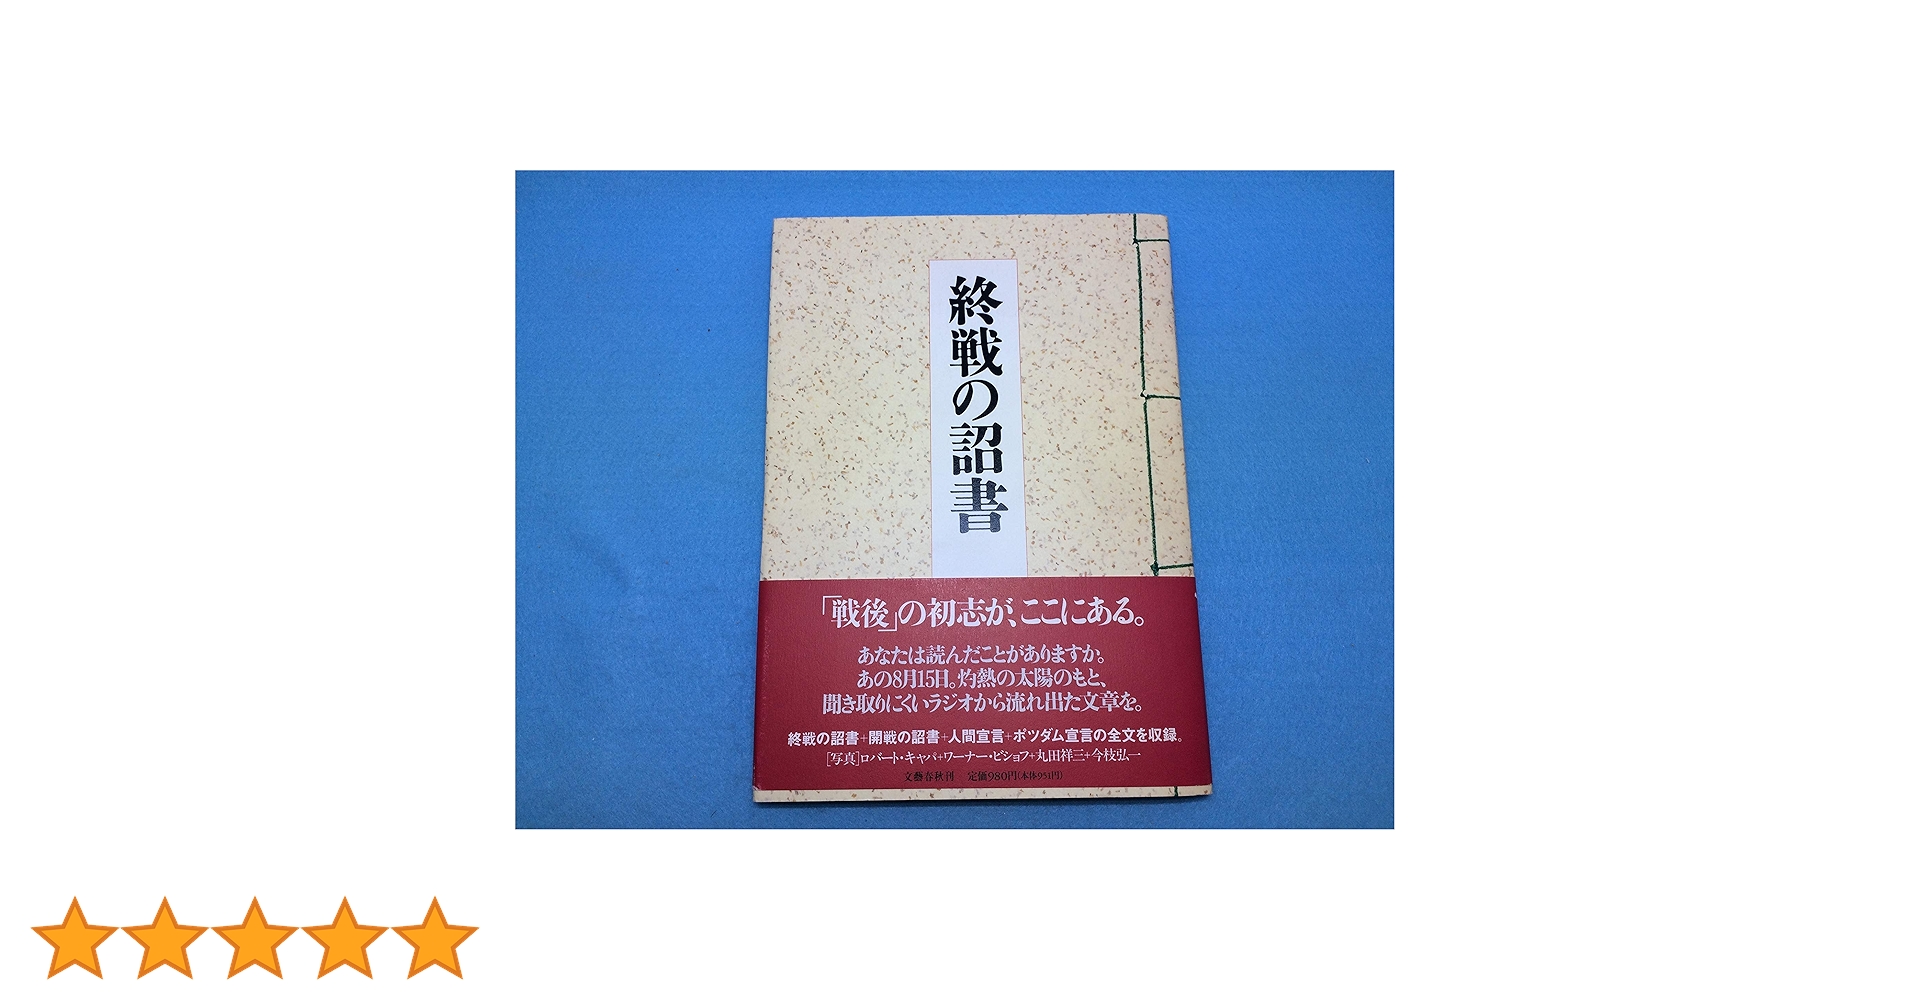 終戦の詔書
「戦後」の初志が、ここにある。
あなたは読んだことがありますか。
あの8月15日。灼熱の太陽のもと、
聞き取りにくいラジオから流れ出た文章を。
終戦の詔書+開戦の詔書+人間宣言+ポツダム宣言の全文を収録。
[写真]ロバート・キャパ+ワーナー・ビショフ+丸田祥三+今枝弘一
文藝春秋刊 定価980円(本体951円)